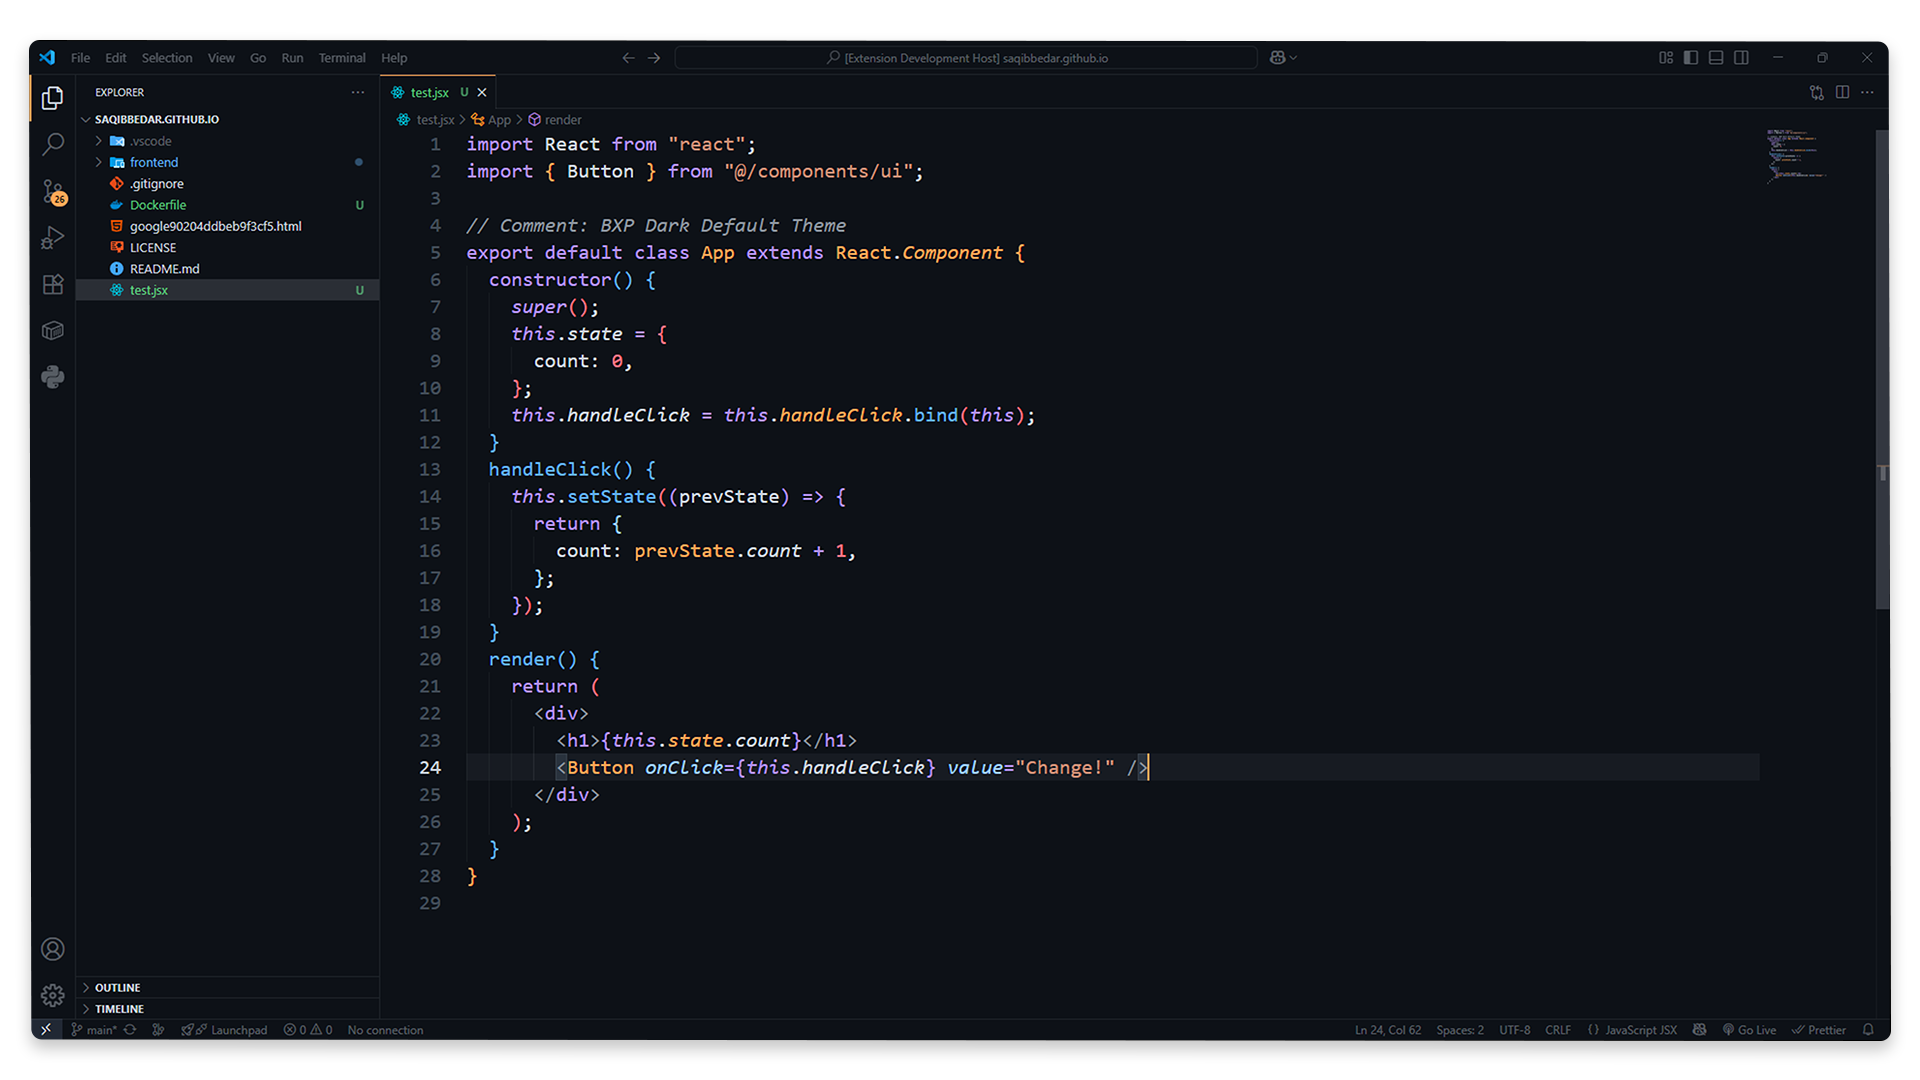 File Edit Selection View Go Run Terminal Help
[Extension Development Host] saqibbedar.github.io
EXPLORER
SAQIBBEDAR.GITHUB.IO
.vscode
frontend
.gitignore
Dockerfile U
google90204ddbeb9f3cf5.html
LICENSE
README.md
test.jsx U
26
OUTLINE
TIMELINE
test.jsx U
test.jsx > App > render
1 import React from "react";
2 import { Button } from "@/components/ui";
3
4 // Comment: BXP Dark Default Theme
5 export default class App extends React.Component {
6 constructor() {
7 super();
8 this.state = {
9 count: 0,
10 };
11 this.handleClick = this.handleClick.bind(this);
12 }
13 handleClick() {
14 this.setState((prevState) => {
15 return {
16 count: prevState.count + 1,
17 };
18 });
19 }
20 render() {
21 return (
22 <div>
23 <h1>{this.state.count}</h1>
24 <Button onClick={this.handleClick} value="Change!" />
25 </div>
26 );
27 }
28 }
29
main* Launchpad 0 0 No connection
Ln 24, Col 62 Spaces: 2 UTF-8 CRLF {} JavaScript JSX Go Live Prettier